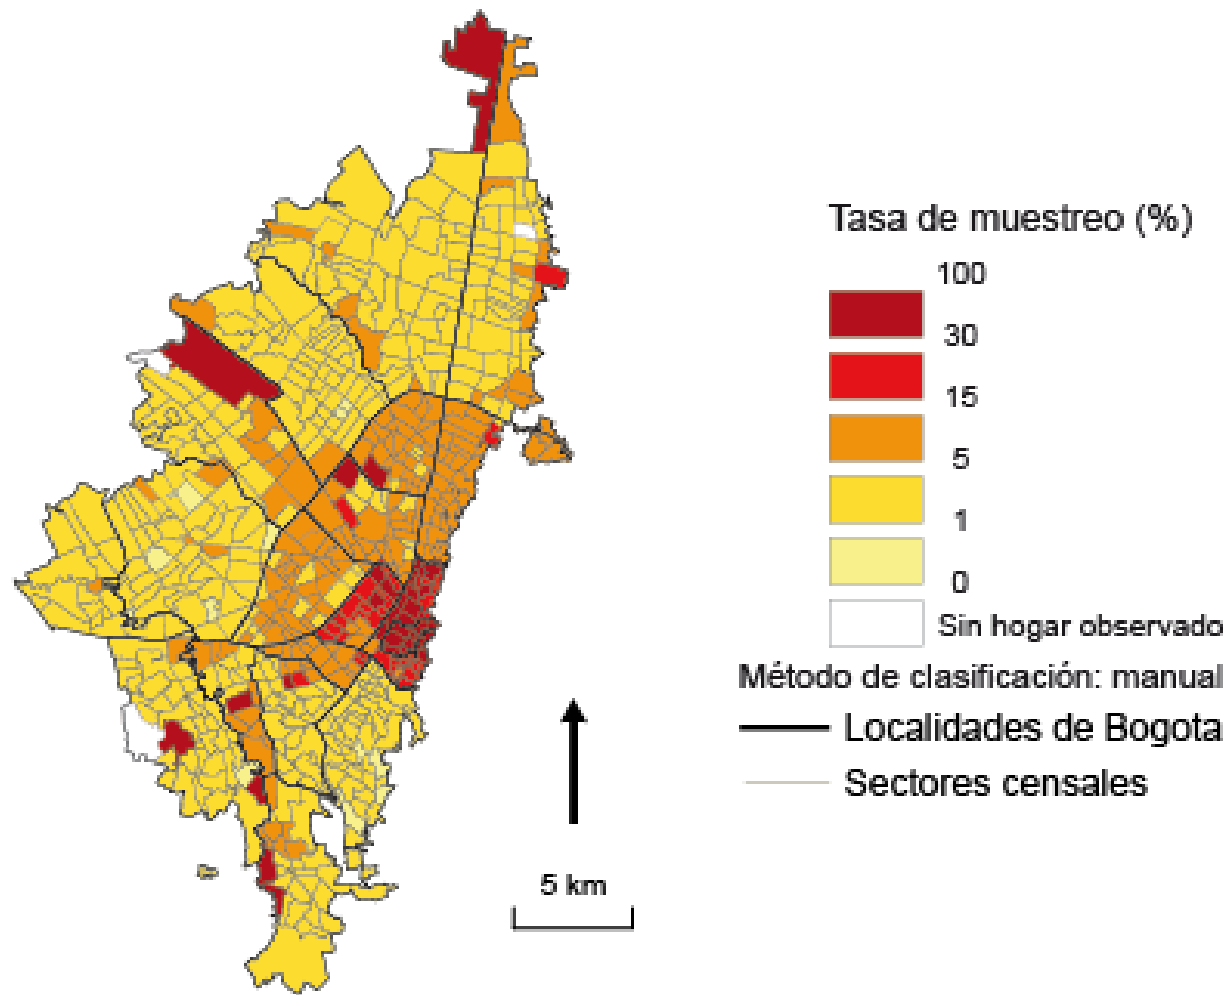 Tasa de muestreo (%)
100
30
15
5
1
0
Sin hogar observado
Método de clasificación: manual
Localidades de Bogota
Sectores censales
5 km